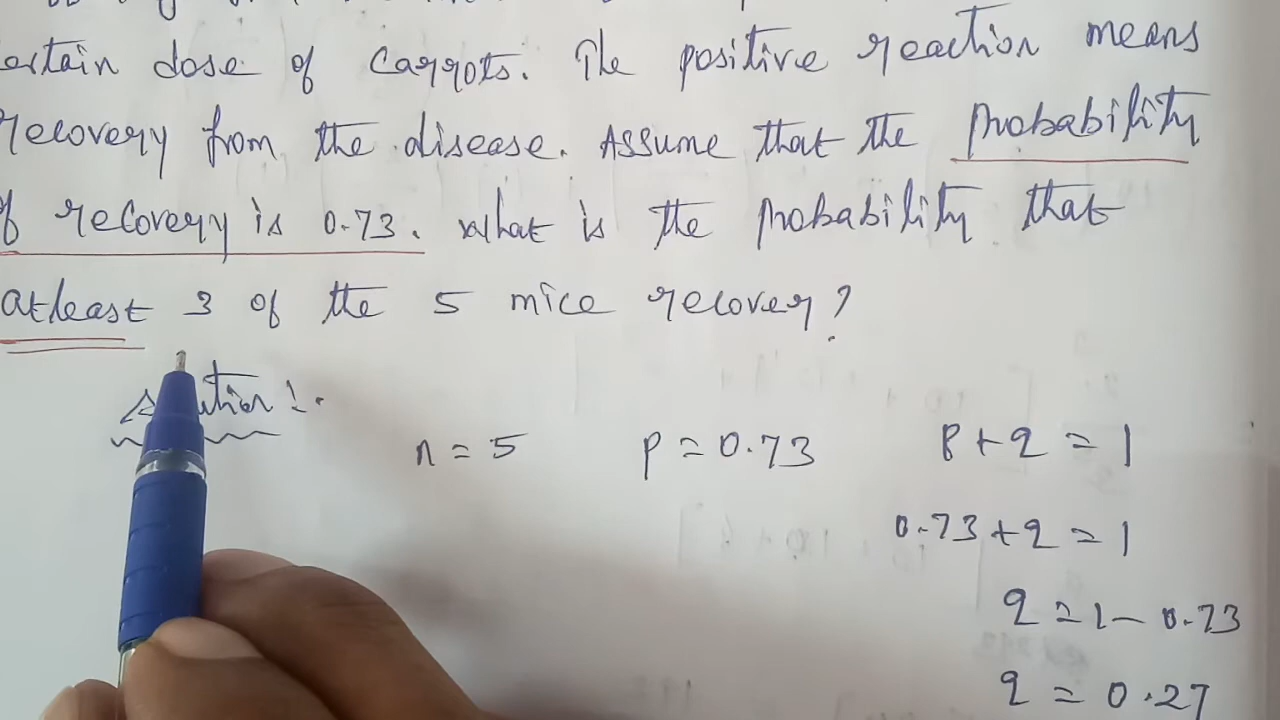 ertain dose of carrots. The positive reaction means
recovery from the disease. Assume that the probability
of recovery is 0.73. What is the probability that
atleast 3 of the 5 mice recover?
n = 5 p = 0.73 p + q = 1
0.73 + q = 1
q = 1 - 0.73
q = 0.27